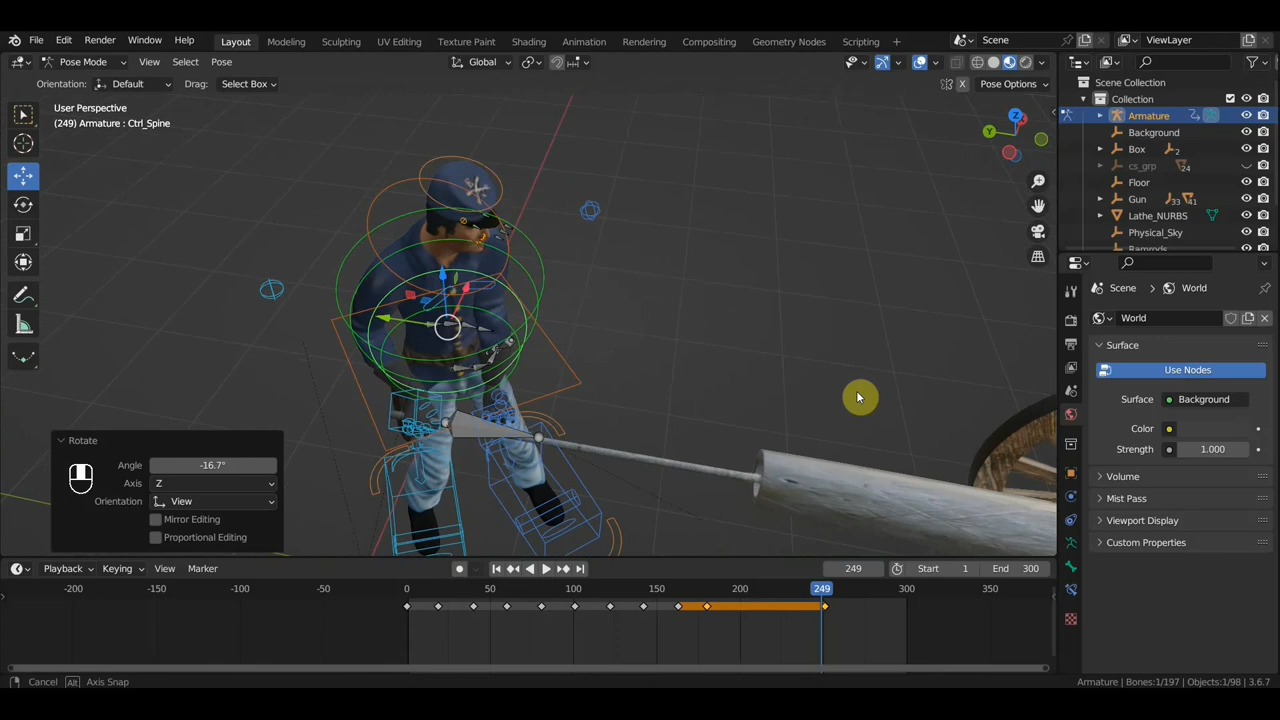 File Edit Render Window Help Layout Modeling Sculpting UV Editing Texture Paint Shading Animation Rendering Compositing Geometry Nodes Scripting + Scene ViewLayer
Pose Mode View Select Pose Global
Orientation: Default Drag: Select Box X Pose Options
User Perspective
(249) Armature : Ctrl_Spine
Z
Y
Scene Collection
Collection
Armature
Background
Box 2
cs_grp 24
Floor
Gun 33 41
Lathe_NURBS
Physical_Sky
Ramrods
Scene World
World
Surface
Use Nodes
Surface Background
Color
Strength 1.000
Volume
Mist Pass
Viewport Display
Custom Properties
Rotate
Angle -16.7°
Axis Z
Orientation View
Mirror Editing
Proportional Editing
Playback Keying View Marker 249 Start 1 End 300
-200 -150 -100 -50 0 50 100 150 200 249 300 350
Cancel Alt Axis Snap Armature | Bones:1/197 | Objects:1/98 | 3.6.7